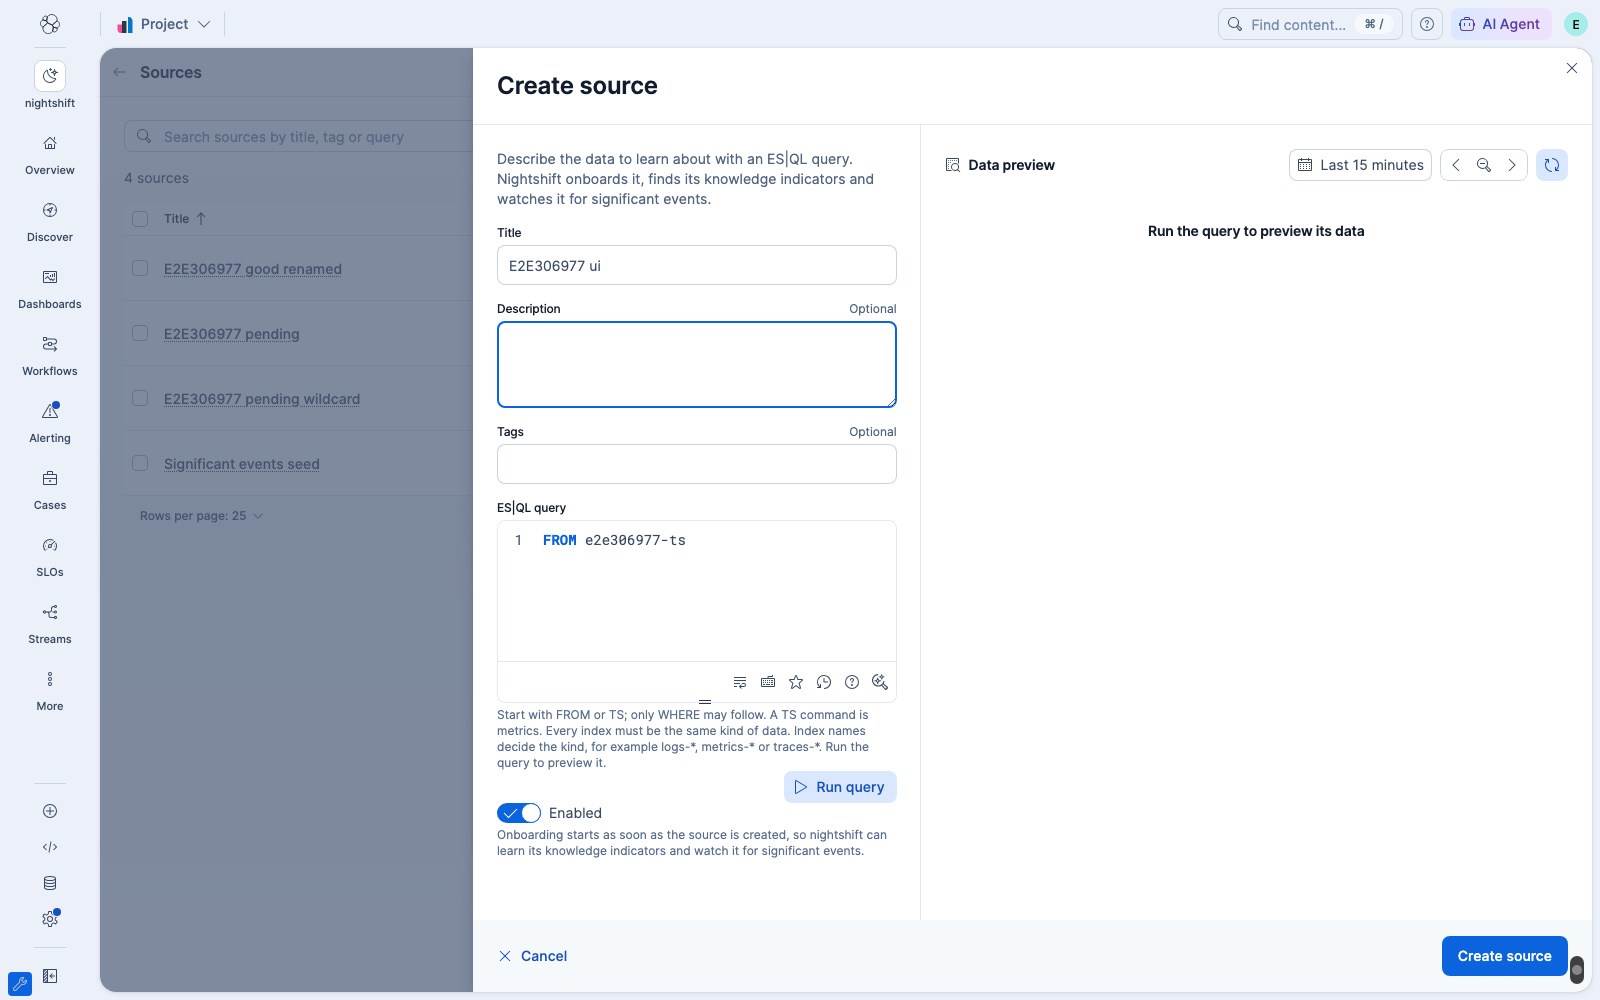 Project
Find content...
⌘ /
AI Agent
E
nightshift
Overview
Discover
Dashboards
Workflows
Alerting
Cases
SLOs
Streams
More
Sources
Search sources by title, tag or query
4 sources
Title
E2E306977 good renamed
E2E306977 pending
E2E306977 pending wildcard
Significant events seed
Rows per page: 25
Create source
Describe the data to learn about with an ES|QL query.
Nightshift onboards it, finds its knowledge indicators and
watches it for significant events.
Title
E2E306977 ui
Description
Optional
Tags
Optional
ES|QL query
1 FROM e2e306977-ts
Start with FROM or TS; only WHERE may follow. A TS command is
metrics. Every index must be the same kind of data. Index names
decide the kind, for example logs-*, metrics-* or traces-*. Run the
query to preview it.
Run query
Enabled
Onboarding starts as soon as the source is created, so nightshift can
learn its knowledge indicators and watch it for significant events.
Data preview
Last 15 minutes
Run the query to preview its data
Cancel
Create source